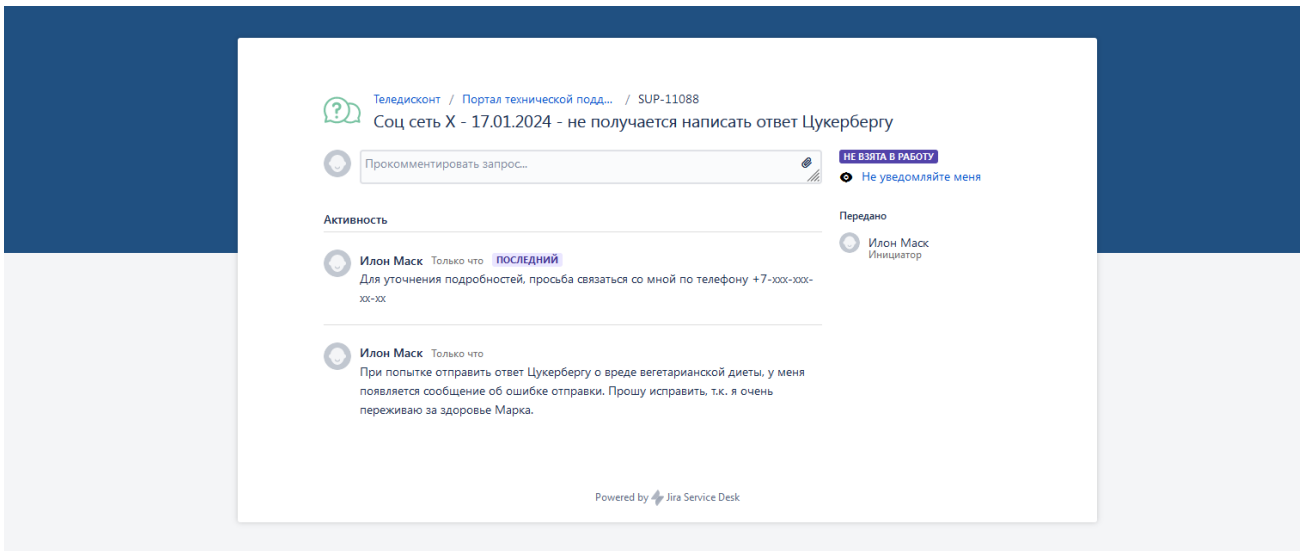 Теледисконт / Портал технической подд... / SUP-11088
Соц сеть X - 17.01.2024 - не получается написать ответ Цукербергу
Прокомментировать запрос...
НЕ ВЗЯТА В РАБОТУ
Не уведомляйте меня
Передано
Илон Маск
Инициатор
Активность
Илон Маск Только что ПОСЛЕДНИЙ
Для уточнения подробностей, просьба связаться со мной по телефону +7-xxx-xxx-
xx-xx
Илон Маск Только что
При попытке отправить ответ Цукербергу о вреде вегетарианской диеты, у меня
появляется сообщение об ошибке отправки. Прошу исправить, т.к. я очень
переживаю за здоровье Марка.
Powered by Jira Service Desk